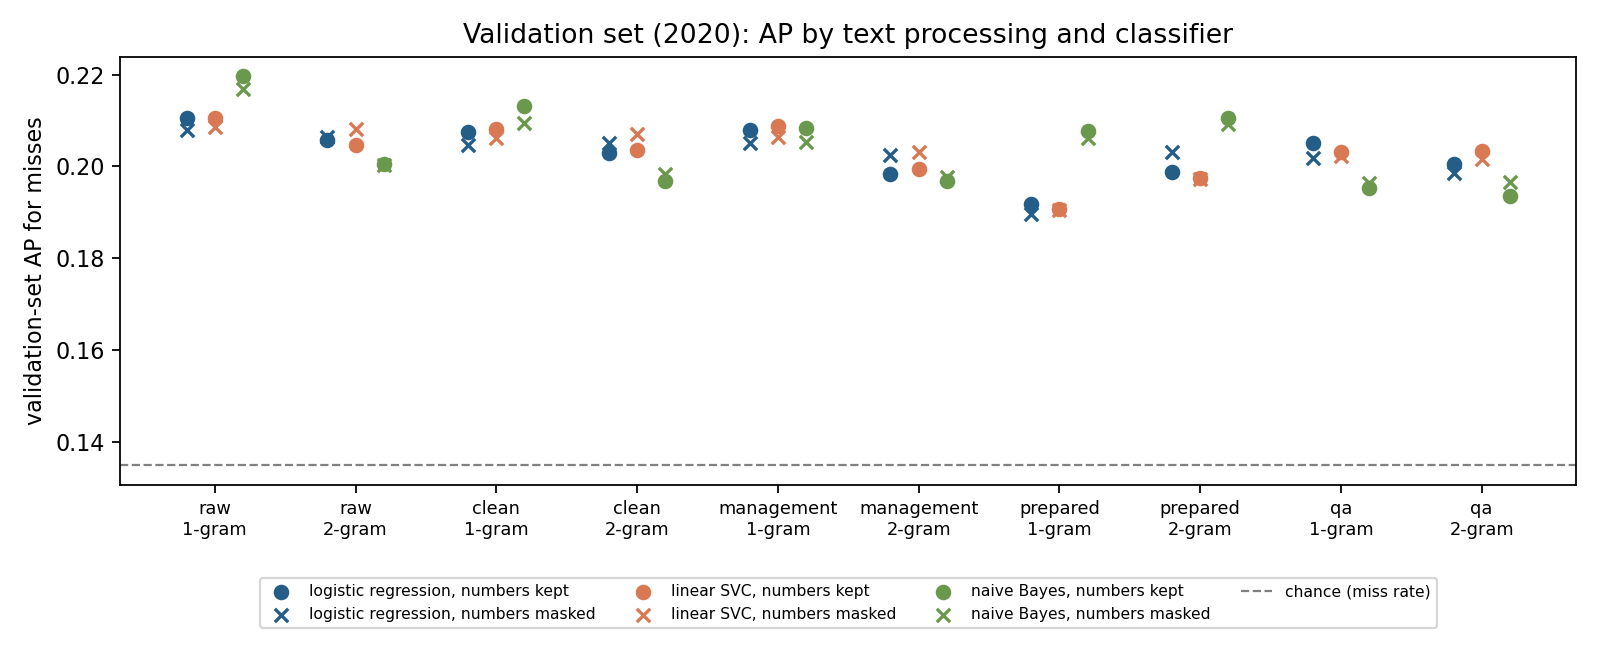 Validation set (2020): AP by text processing and classifier
validation-set AP for misses
0.22
0.20
0.18
0.16
0.14
raw
1-gram
raw
2-gram
clean
1-gram
clean
2-gram
management
1-gram
management
2-gram
prepared
1-gram
prepared
2-gram
qa
1-gram
qa
2-gram
logistic regression, numbers kept
logistic regression, numbers masked
linear SVC, numbers kept
linear SVC, numbers masked
naive Bayes, numbers kept
naive Bayes, numbers masked
chance (miss rate)